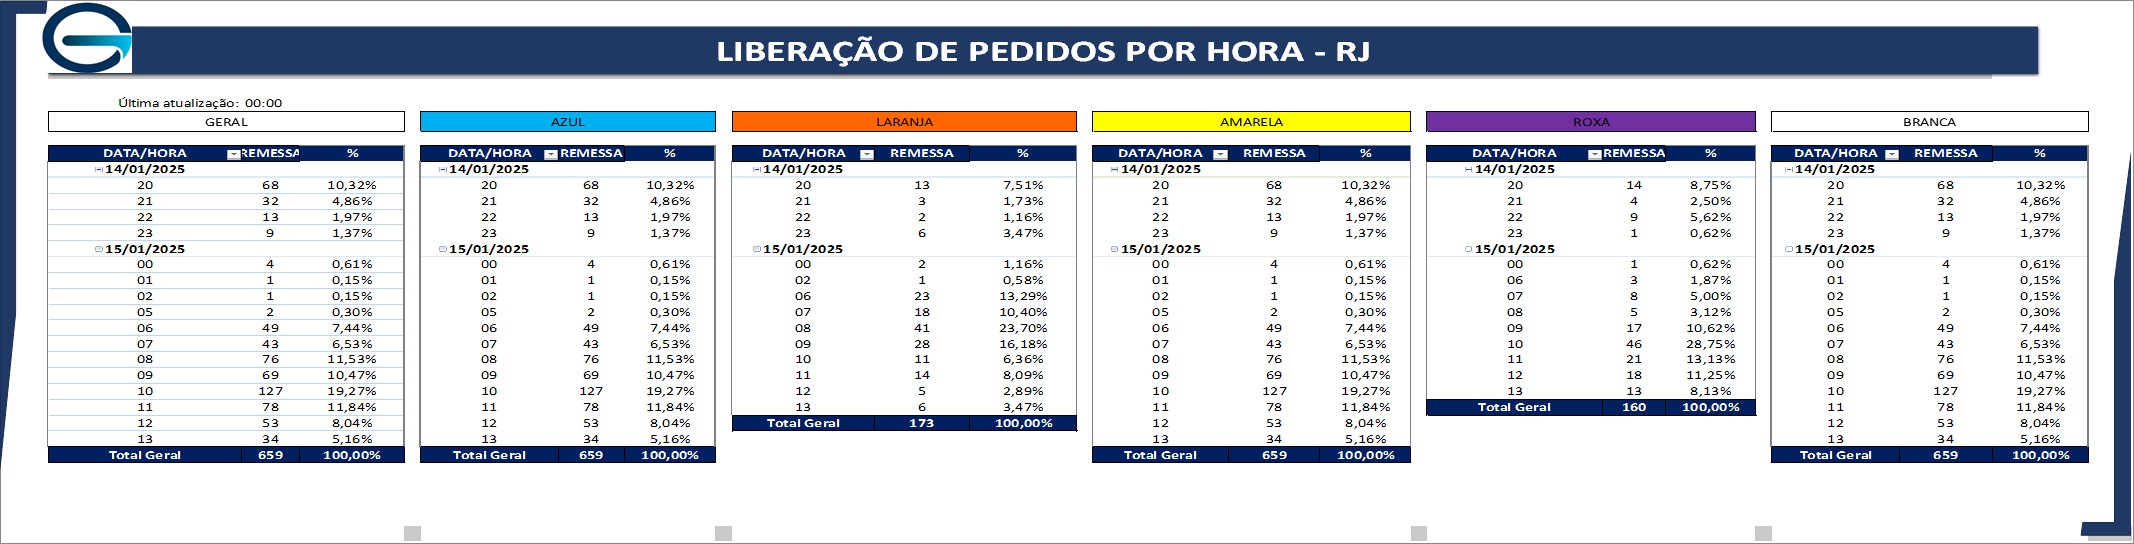 LIBERAÇÃO DE PEDIDOS POR HORA - RJ
Última atualização: 00:00
GERAL AZUL LARANJA AMARELA ROXA BRANCA
DATA/HORA REMESSA % DATA/HORA REMESSA % DATA/HORA REMESSA % DATA/HORA REMESSA % DATA/HORA REMESSA % DATA/HORA REMESSA %
14/01/2025 14/01/2025 14/01/2025 14/01/2025 14/01/2025 14/01/2025
20 68 10,32% 20 68 10,32% 20 13 7,51% 20 68 10,32% 20 14 8,75% 20 68 10,32%
21 32 4,86% 21 32 4,86% 21 3 1,73% 21 32 4,86% 21 4 2,50% 21 32 4,86%
22 13 1,97% 22 13 1,97% 22 2 1,16% 22 13 1,97% 22 9 5,62% 22 13 1,97%
23 9 1,37% 23 9 1,37% 23 6 3,47% 23 9 1,37% 23 1 0,62% 23 9 1,37%
15/01/2025 15/01/2025 15/01/2025 15/01/2025 15/01/2025 15/01/2025
00 4 0,61% 00 4 0,61% 00 2 1,16% 00 4 0,61% 00 1 0,62% 00 4 0,61%
01 1 0,15% 01 1 0,15% 02 1 0,58% 01 1 0,15% 06 3 1,87% 01 1 0,15%
02 1 0,15% 02 1 0,15% 06 23 13,29% 02 1 0,15% 07 8 5,00% 02 1 0,15%
05 2 0,30% 05 2 0,30% 07 18 10,40% 05 2 0,30% 08 5 3,12% 05 2 0,30%
06 49 7,44% 06 49 7,44% 08 41 23,70% 06 49 7,44% 09 17 10,62% 06 49 7,44%
07 43 6,53% 07 43 6,53% 09 28 16,18% 07 43 6,53% 10 46 28,75% 07 43 6,53%
08 76 11,53% 08 76 11,53% 10 11 6,36% 08 76 11,53% 11 21 13,13% 08 76 11,53%
09 69 10,47% 09 69 10,47% 11 14 8,09% 09 69 10,47% 12 18 11,25% 09 69 10,47%
10 127 19,27% 10 127 19,27% 12 5 2,89% 10 127 19,27% 13 13 8,13% 10 127 19,27%
11 78 11,84% 11 78 11,84% 13 6 3,47% 11 78 11,84% Total Geral 160 100,00% 11 78 11,84%
12 53 8,04% 12 53 8,04% Total Geral 173 100,00% 12 53 8,04% 12 53 8,04%
13 34 5,16% 13 34 5,16% 13 34 5,16% 13 34 5,16%
Total Geral 659 100,00% Total Geral 659 100,00% Total Geral 659 100,00% Total Geral 659 100,00%